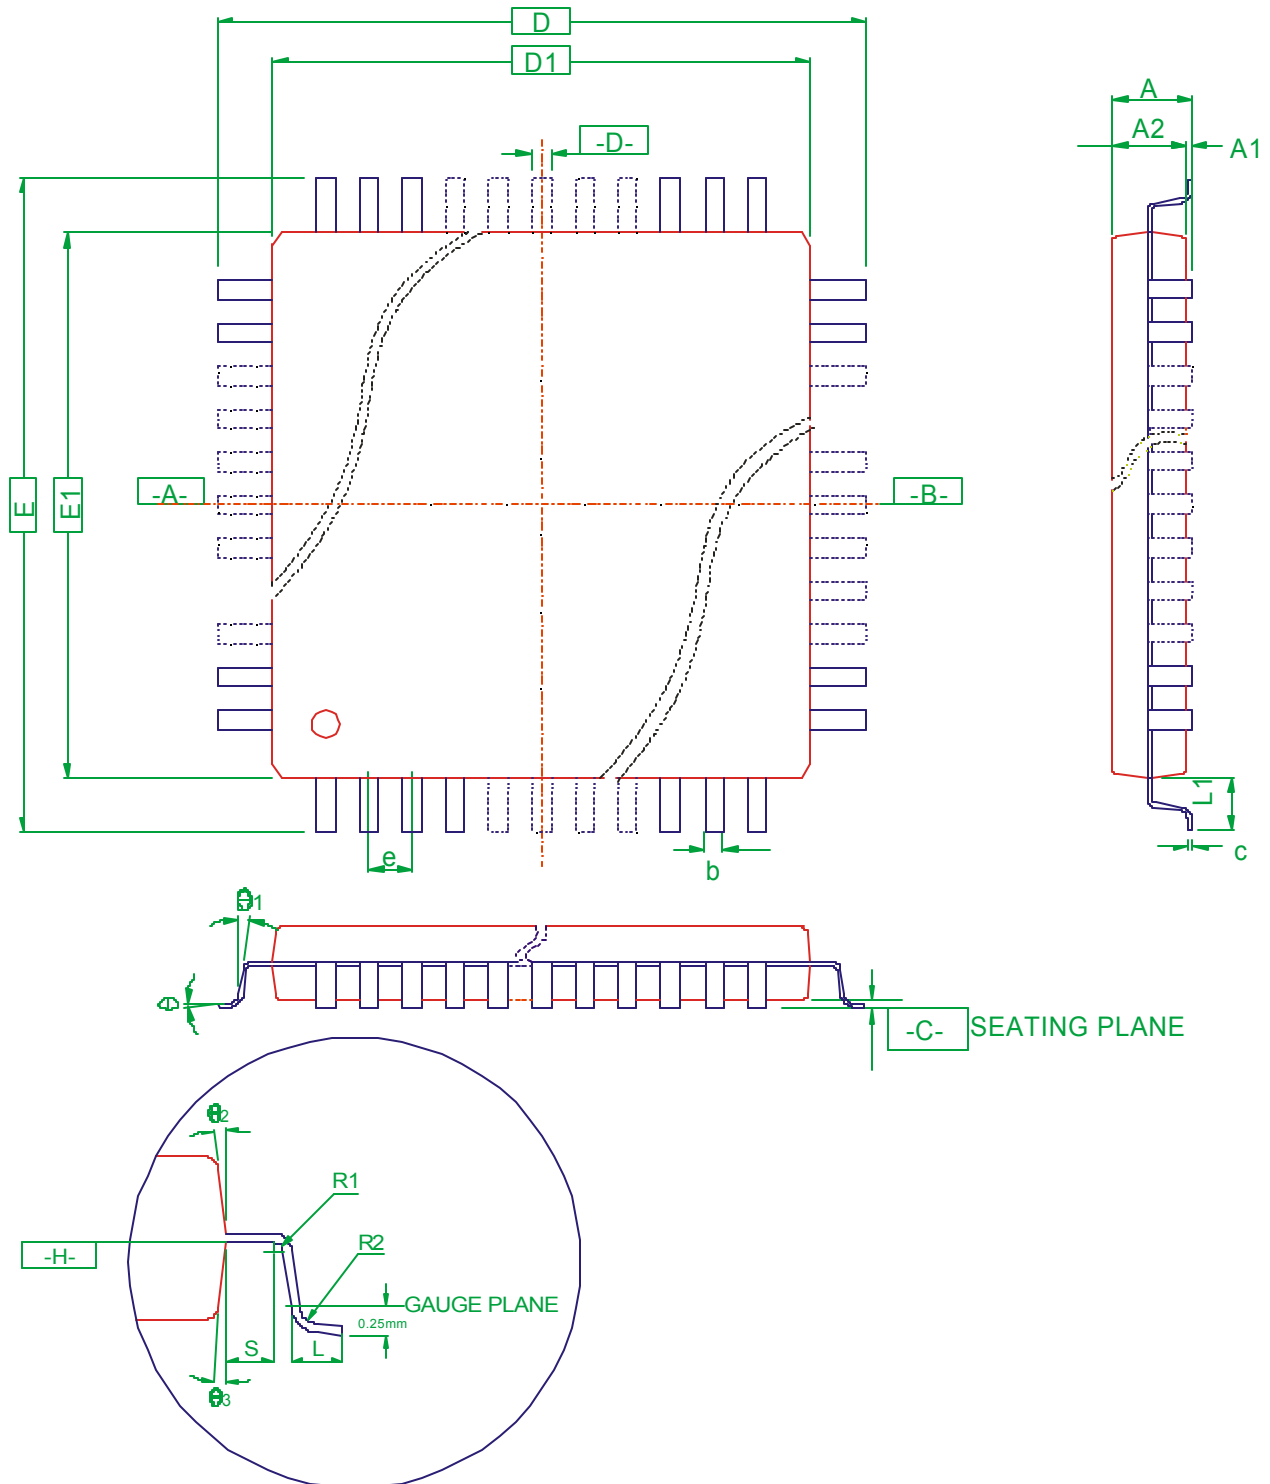 D
D1
-D-
A
A2
A1
E
E1
-A-
-B-
L1
e
b
c
θ1
θ
-C-
SEATING PLANE
θ2
R1
-H-
R2
GAUGE PLANE
0.25mm
S
L
θ3